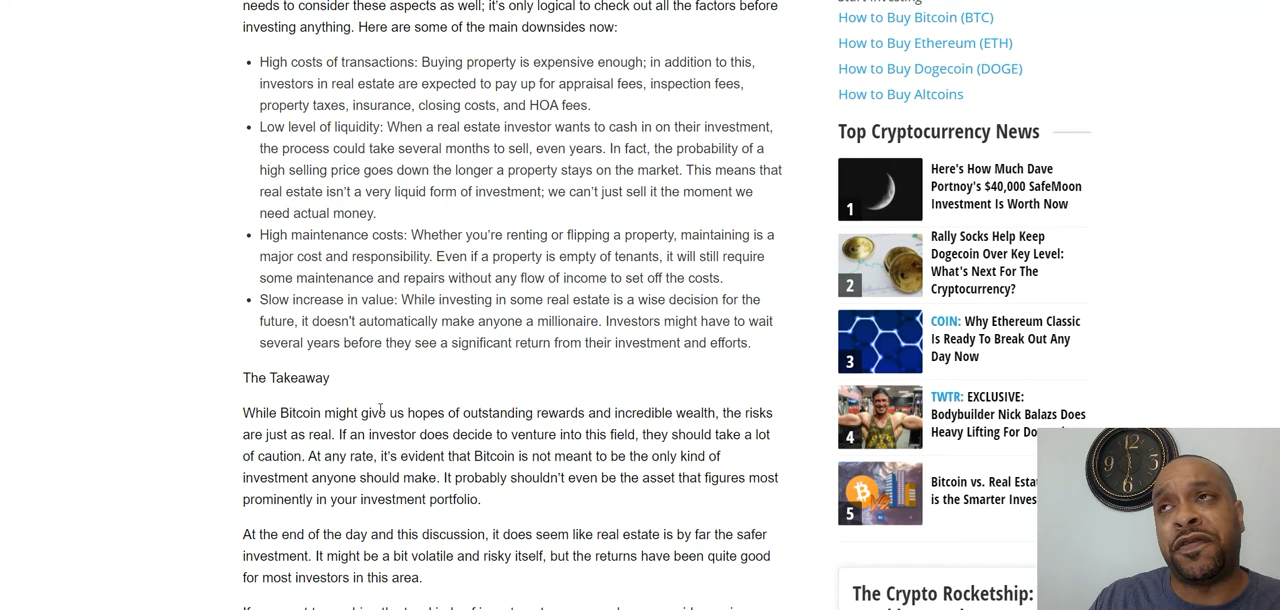 needs to consider these aspects as well; it's only logical to check out all the factors before
investing anything. Here are some of the main downsides now:
• High costs of transactions: Buying property is expensive enough; in addition to this,
investors in real estate are expected to pay up for appraisal fees, inspection fees,
property taxes, insurance, closing costs, and HOA fees.
• Low level of liquidity: When a real estate investor wants to cash in on their investment,
the process could take several months to sell, even years. In fact, the probability of a
high selling price goes down the longer a property stays on the market. This means that
real estate isn't a very liquid form of investment; we can't just sell it the moment we
need actual money.
• High maintenance costs: Whether you're renting or flipping a property, maintaining is a
major cost and responsibility. Even if a property is empty of tenants, it will still require
some maintenance and repairs without any flow of income to set off the costs.
• Slow increase in value: While investing in some real estate is a wise decision for the
future, it doesn't automatically make anyone a millionaire. Investors might have to wait
several years before they see a significant return from their investment and efforts.
The Takeaway
While Bitcoin might give us hopes of outstanding rewards and incredible wealth, the risks
are just as real. If an investor does decide to venture into this field, they should take a lot
of caution. At any rate, it's evident that Bitcoin is not meant to be the only kind of
investment anyone should make. It probably shouldn't even be the asset that figures most
prominently in your investment portfolio.
At the end of the day and this discussion, it does seem like real estate is by far the safer
investment. It might be a bit volatile and risky itself, but the returns have been quite good
for most investors in this area.
How to Buy Bitcoin (BTC)
How to Buy Ethereum (ETH)
How to Buy Dogecoin (DOGE)
How to Buy Altcoins
Top Cryptocurrency News
1
Here's How Much Dave
Portnoy's $40,000 SafeMoon
Investment Is Worth Now
2
Rally Socks Help Keep
Dogecoin Over Key Level:
What's Next For The
Cryptocurrency?
3
COIN: Why Ethereum Classic
Is Ready To Break Out Any
Day Now
4
TWTR: EXCLUSIVE:
Bodybuilder Nick Balazs Does
Heavy Lifting For
5
Bitcoin vs. Real
is the Smarter
The Crypto Rocketship:
12